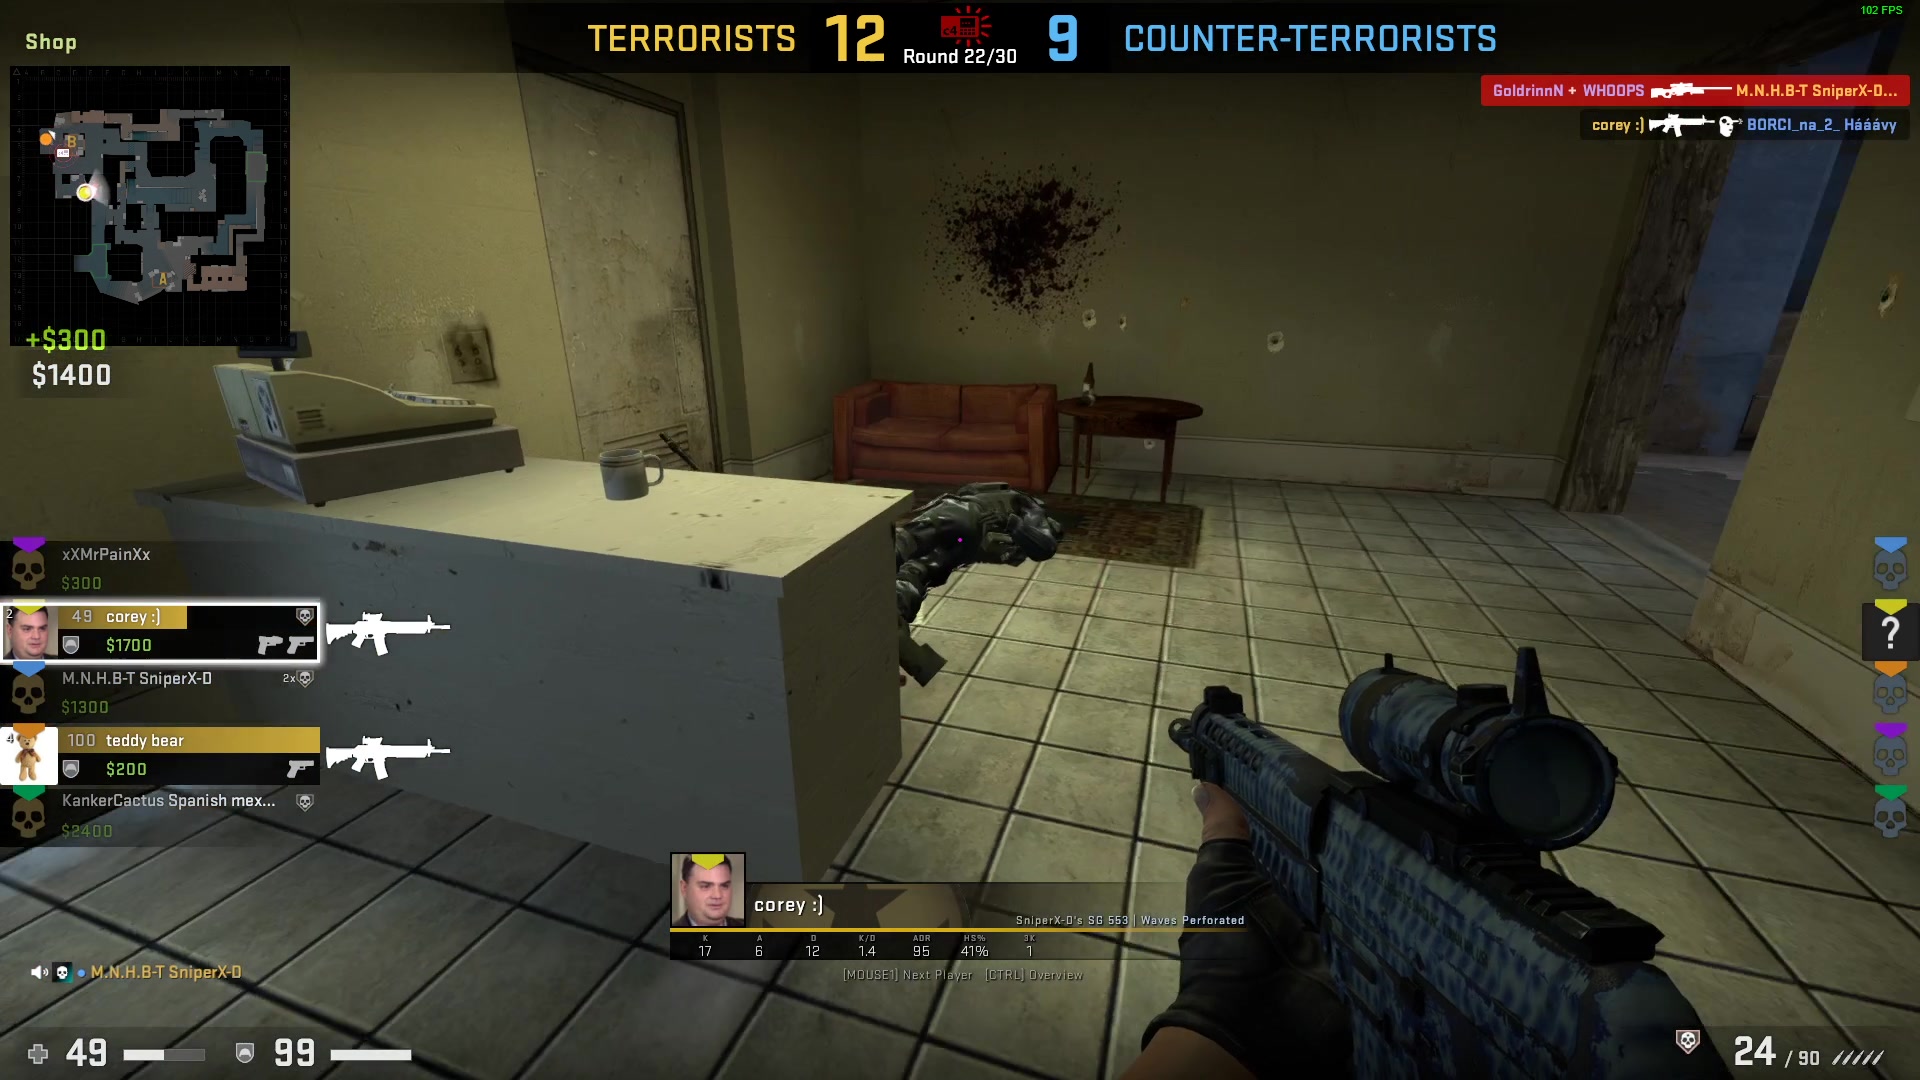 102 FPS
Shop
TERRORISTS 12 Round 22/30 9 COUNTER-TERRORISTS
GoldrinnN + WHOOPS M.N.H.B-T SniperX-D...
corey :) BORCI_na_2_ Hááávy
B
A
+$300
$1400
xXMrPainXx
$300
2 49 corey :)
$1700
M.N.H.B-T SniperX-D 2x
$1300
4 100 teddy bear
$200
KankerCactus Spanish mex...
$2400
?
corey :)
SniperX-D's SG 553 | Waves Perforated
K A D K/D ADR HS% 3K
17 6 12 1.4 95 41% 1
[MOUSE1] Next Player [CTRL] Overview
M.N.H.B-T SniperX-D
49 99
24 / 90